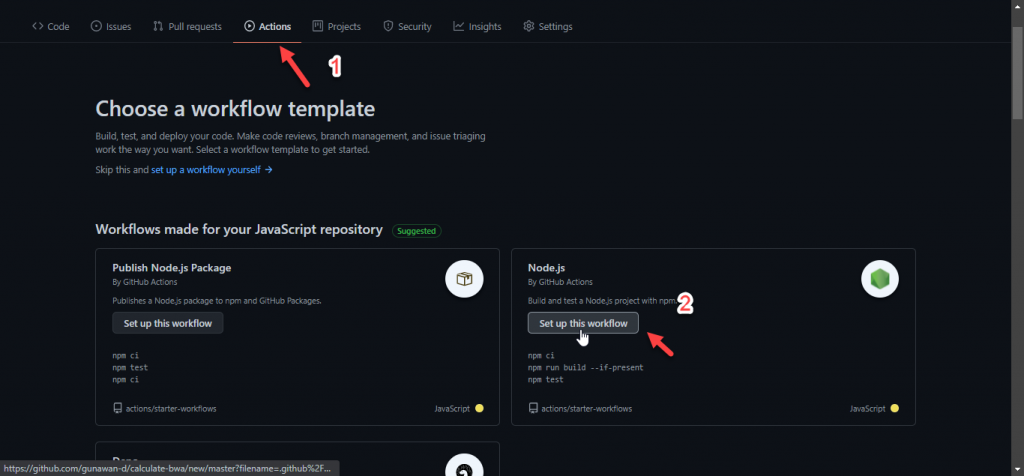 Code Issues Pull requests Actions Projects Security Insights Settings
1
Choose a workflow template
Build, test, and deploy your code. Make code reviews, branch management, and issue triaging
work the way you want. Select a workflow template to get started.
Skip this and set up a workflow yourself →
Workflows made for your JavaScript repository Suggested
Publish Node.js Package
By GitHub Actions
Publishes a Node.js package to npm and GitHub Packages.
Set up this workflow
npm ci
npm test
npm ci
actions/starter-workflows JavaScript
Node.js
By GitHub Actions
Build and test a Node.js project with npm.
2
Set up this workflow
npm ci
npm run build --if-present
npm test
actions/starter-workflows JavaScript
https://github.com/gunawan-d/calculate-bwa/new/master?filename=.github%2F...